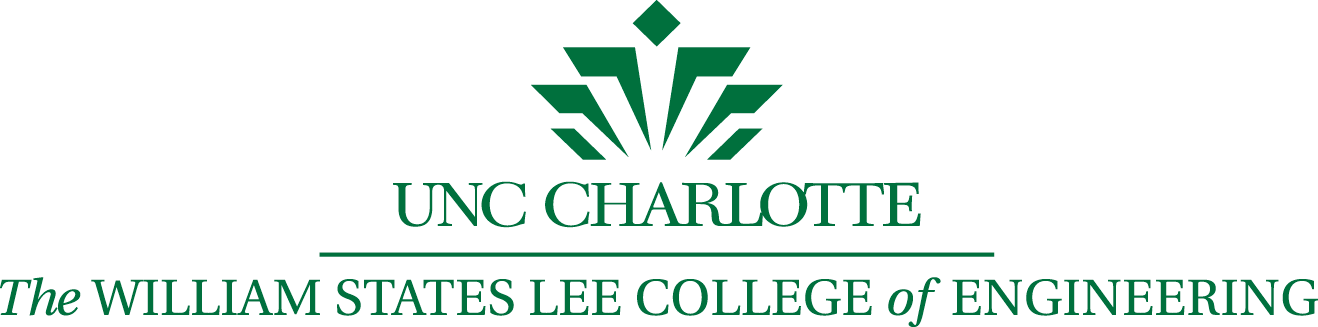 UNC CHARLOTTE
The WILLIAM STATES LEE COLLEGE of ENGINEERING